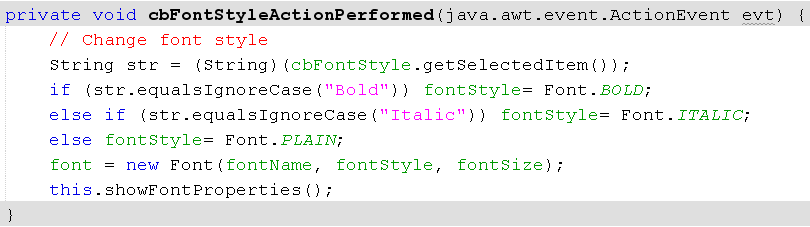 private void cbFontStyleActionPerformed(java.awt.event.ActionEvent evt) {
    // Change font style
    String str = (String)(cbFontStyle.getSelectedItem());
    if (str.equalsIgnoreCase("Bold")) fontStyle= Font.BOLD;
    else if (str.equalsIgnoreCase("Italic")) fontStyle= Font.ITALIC;
    else fontStyle= Font.PLAIN;
    font = new Font(fontName, fontStyle, fontSize);
    this.showFontProperties();
}